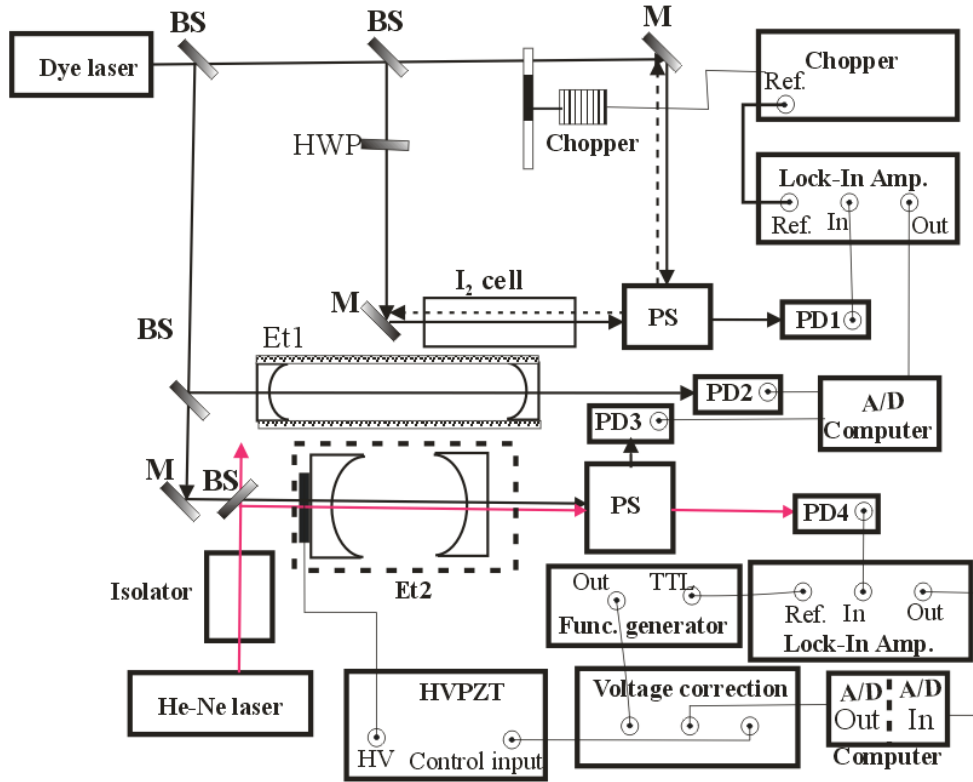 BS
BS
M
Dye laser
Chopper
Ref.
HWP
Chopper
Lock-In Amp.
Ref.
In
Out
I₂ cell
M
PS
PD1
BS
Et1
PD2
PD3
A/D
Computer
M
BS
PS
PD4
Isolator
Et2
Out
TTL
Func. generator
Ref.
In
Out
Lock-In Amp.
He-Ne laser
HVPZT
HV
Control input
Voltage correction
A/D
Out
A/D
In
Computer